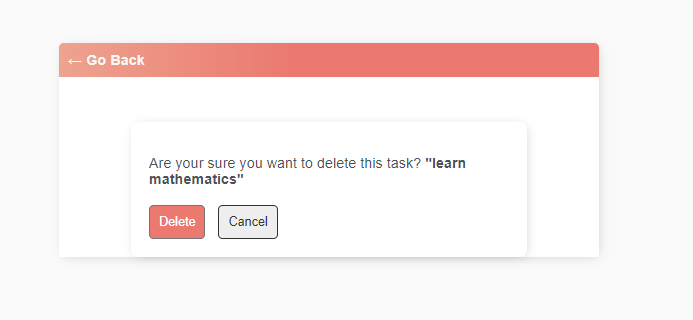 ← Go Back
Are your sure you want to delete this task? "learn
mathematics"
Delete Cancel